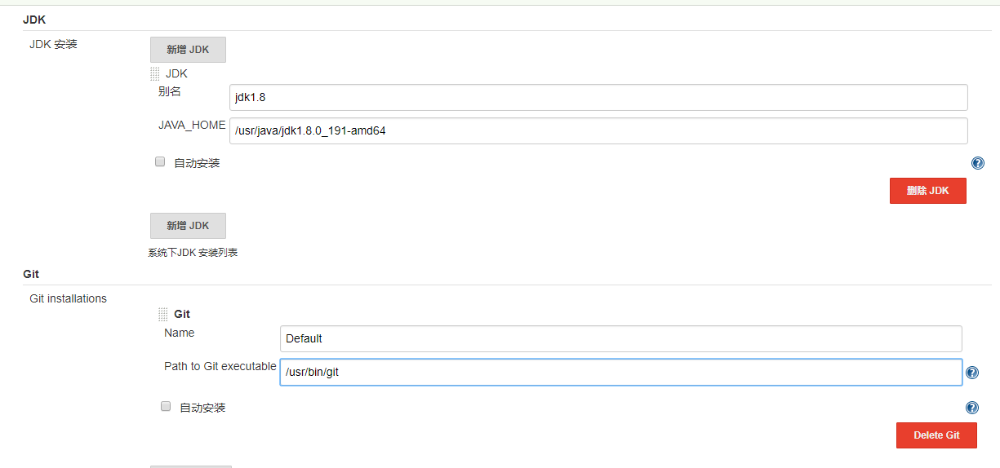 JDK
JDK 安装
新增 JDK
JDK
别名
jdk1.8
JAVA_HOME
/usr/java/jdk1.8.0_191-amd64
自动安装
删除 JDK
新增 JDK
系统下JDK 安装列表
Git
Git installations
Git
Name
Default
Path to Git executable
/usr/bin/git
自动安装
Delete Git